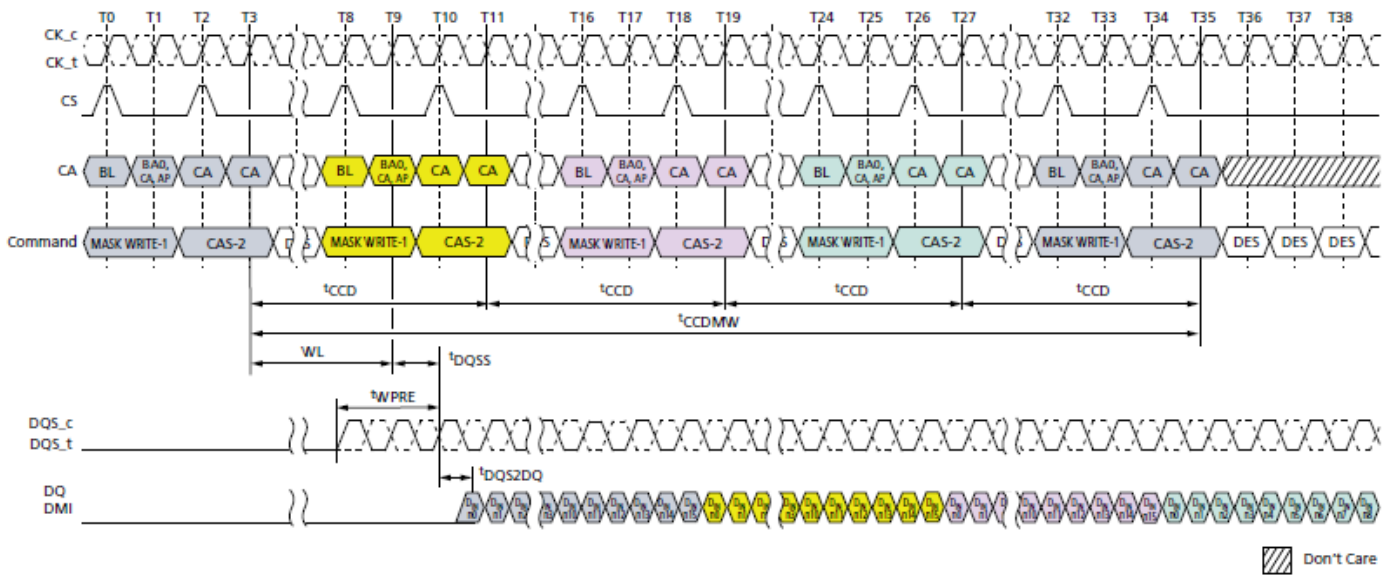 T0 T1 T2 T3 T8 T9 T10 T11 T16 T17 T18 T19 T24 T25 T26 T27 T32 T33 T34 T35 T36 T37 T38
CK_c
CK_t
CS
CA BL BA0, CA, AP CA CA BL BA0, CA, AP CA CA BL BA0, CA, AP CA CA BL BA0, CA, AP CA CA BL BA0, CA, AP CA CA
Command MASK WRITE-1 CAS-2 MASK WRITE-1 CAS-2 MASK WRITE-1 CAS-2 MASK WRITE-1 CAS-2 MASK WRITE-1 CAS-2 DES DES DES
tCCD tCCD tCCD tCCD
tCCDMW
WL tDQSS
tWPRE
DQS_c
DQS_t
tDQS2DQ
DQ
DMI
Don't Care